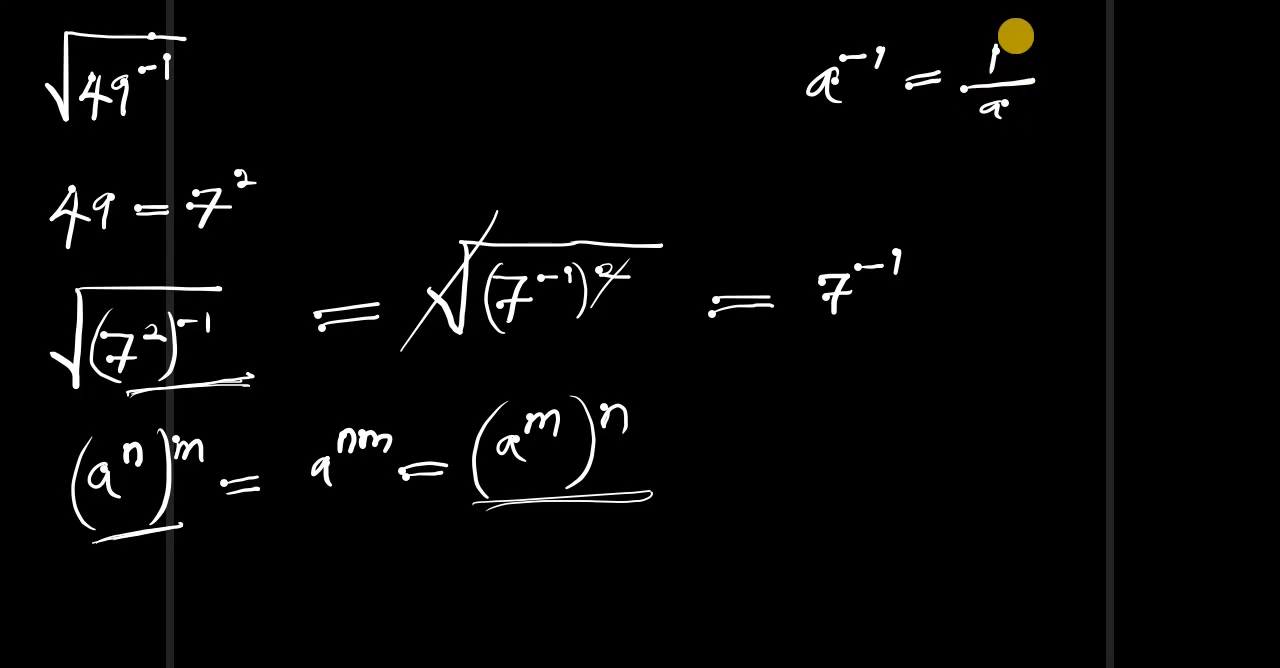 √49⁻¹
a⁻¹ = 1/a
49 = 7²
√(7²)⁻¹ = √(7⁻¹)² = 7⁻¹
(aⁿ)ᵐ = aⁿᵐ = (aᵐ)ⁿ